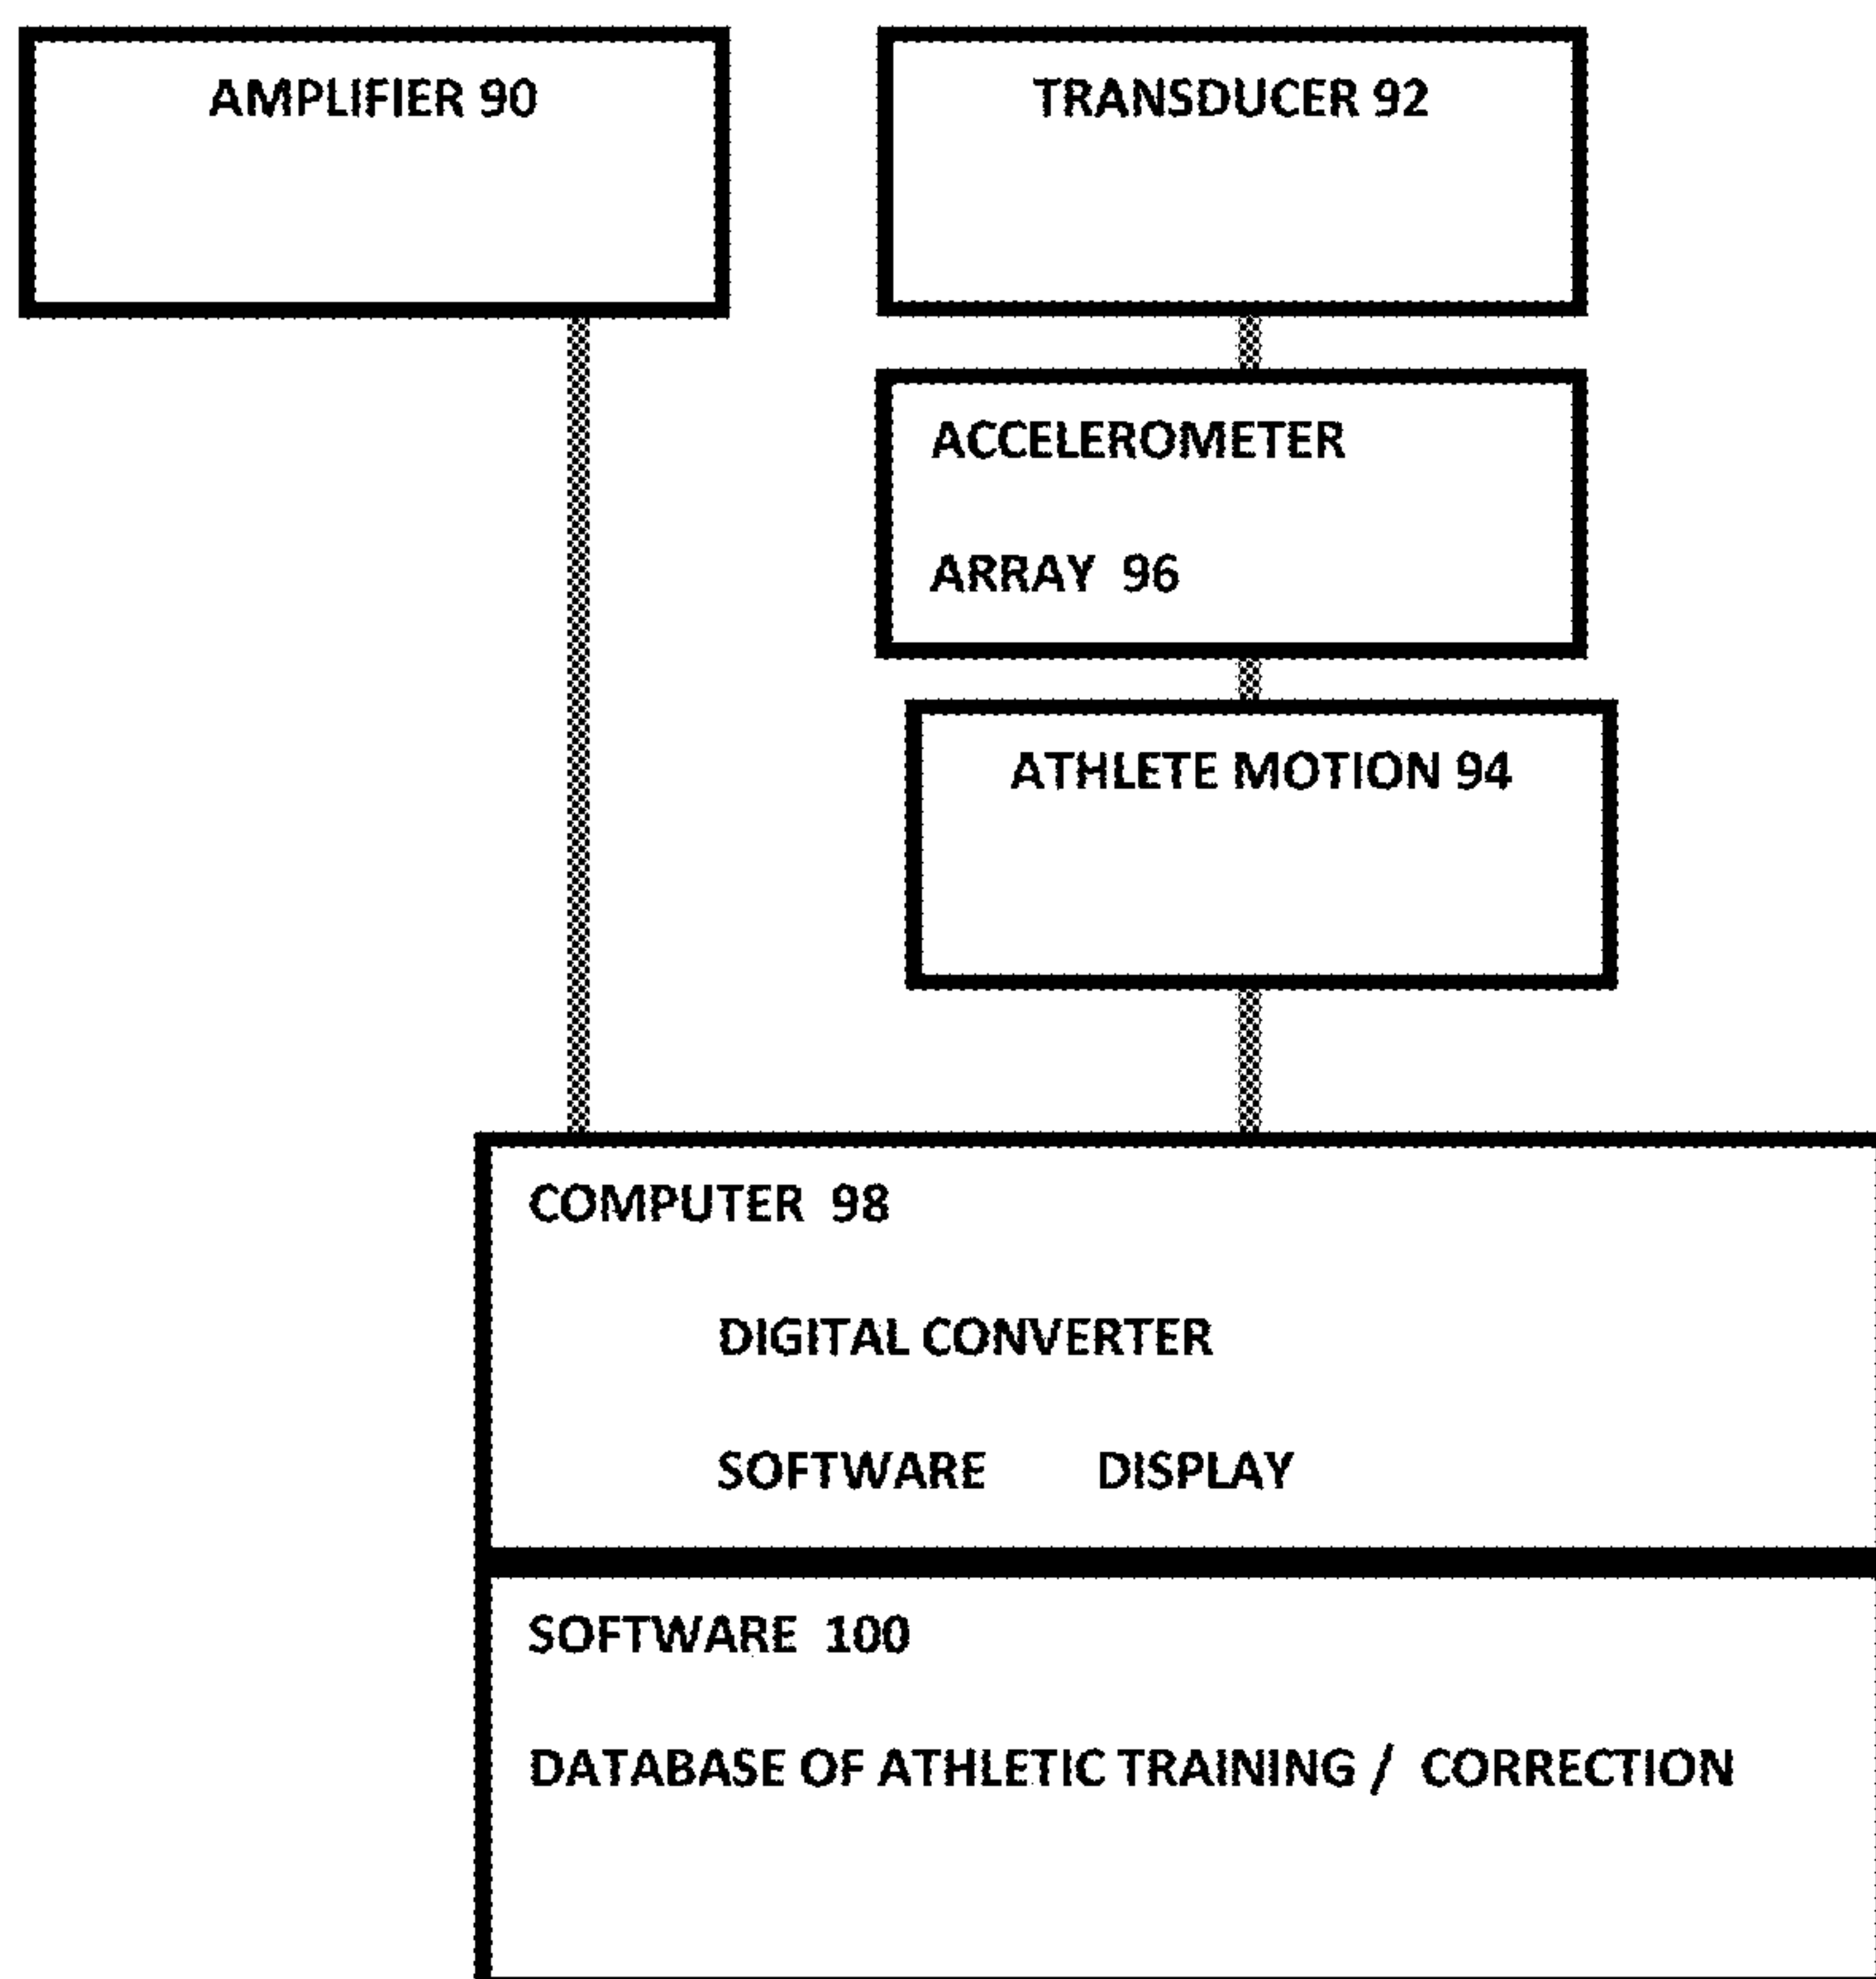 AMPLIFIER 90
TRANSDUCER 92
ACCELEROMETER
ARRAY 96
ATHLETE MOTION 94
COMPUTER 98
DIGITAL CONVERTER
SOFTWARE DISPLAY
SOFTWARE 100
DATABASE OF ATHLETIC TRAINING / CORRECTION